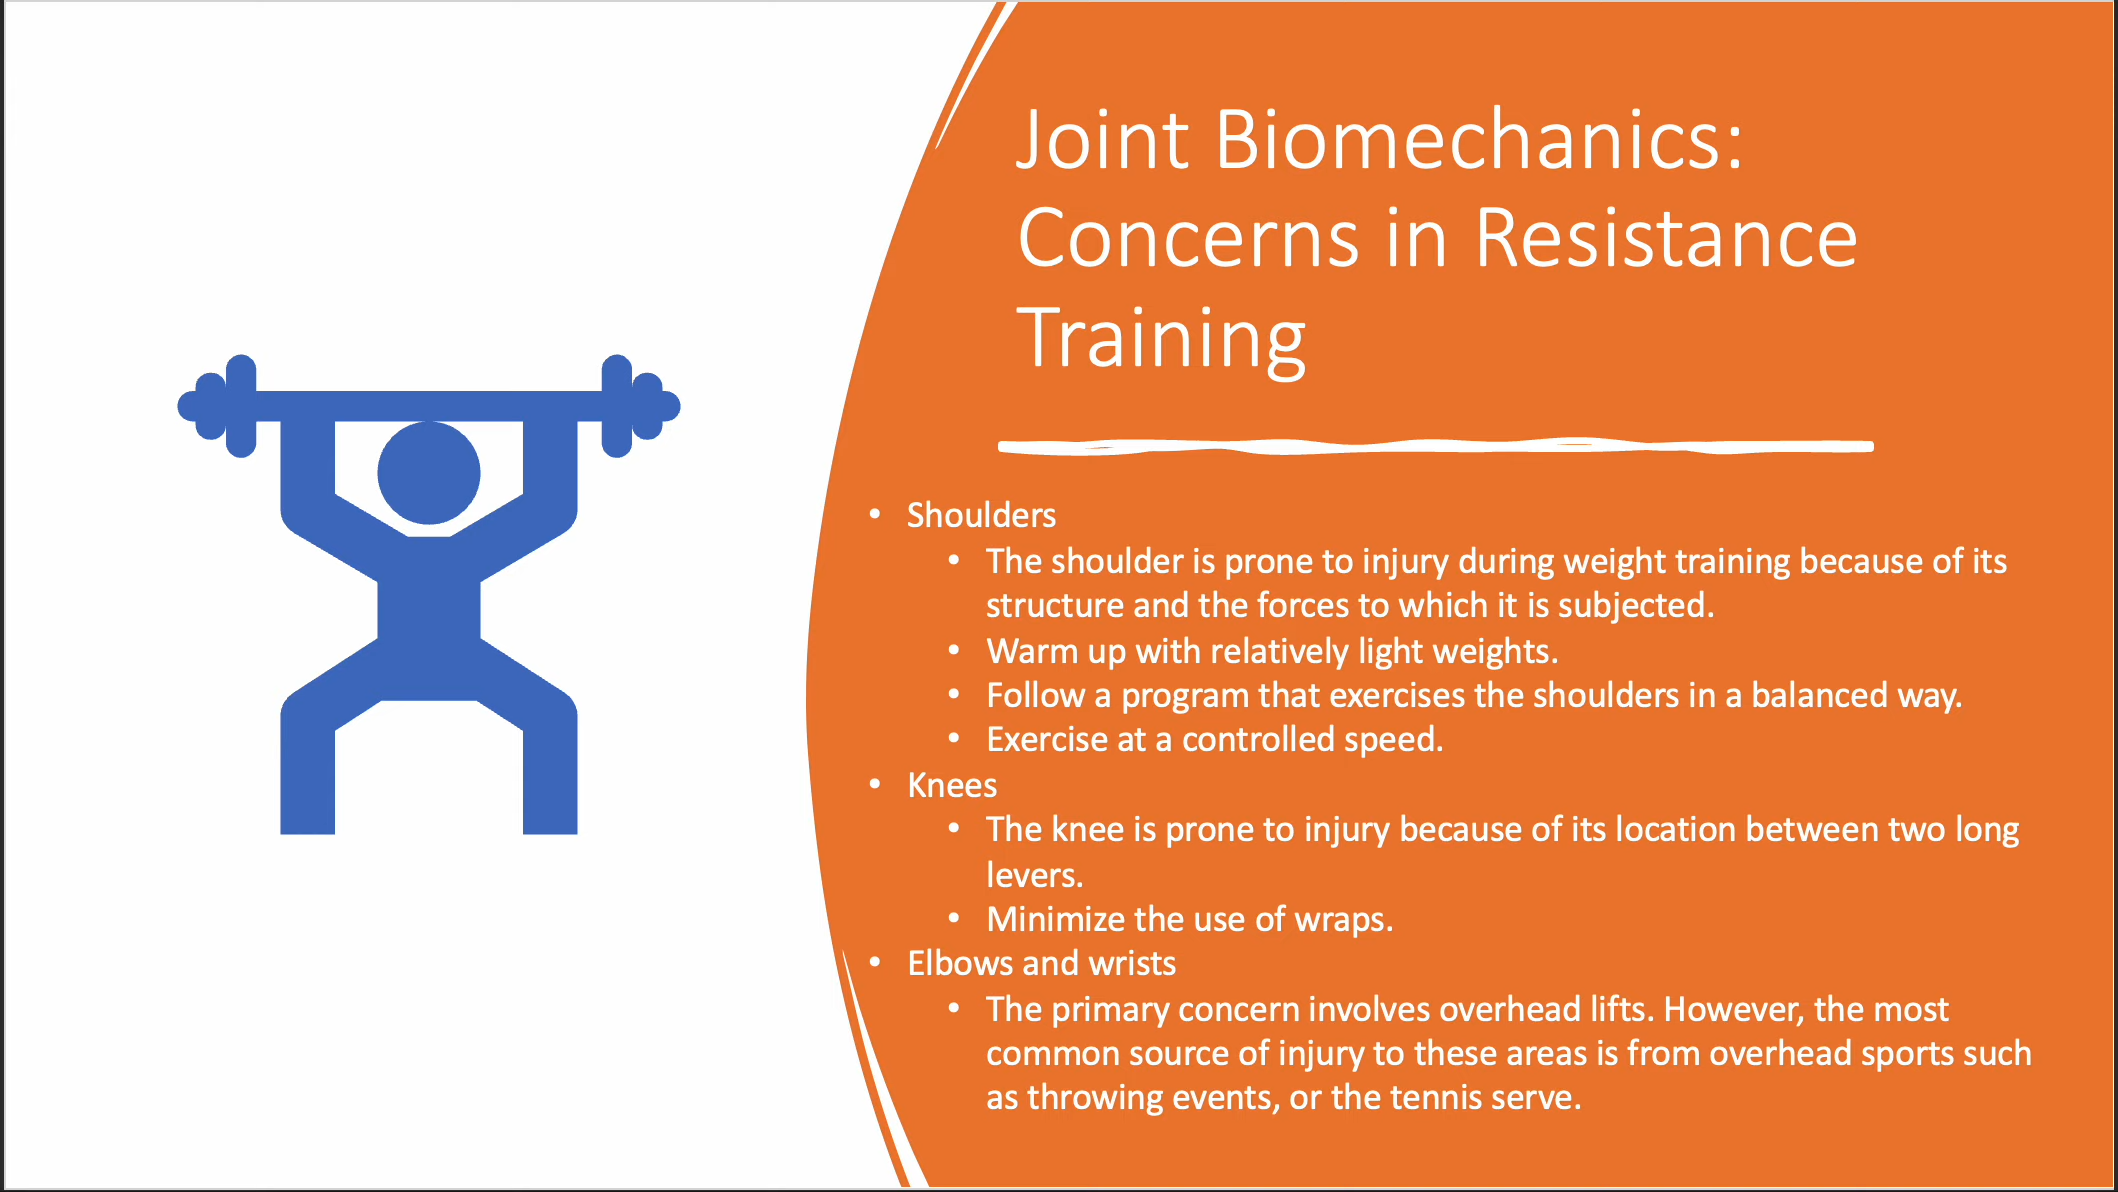 Joint Biomechanics:
Concerns in Resistance
Training
• Shoulders
• The shoulder is prone to injury during weight training because of its
structure and the forces to which it is subjected.
• Warm up with relatively light weights.
• Follow a program that exercises the shoulders in a balanced way.
• Exercise at a controlled speed.
• Knees
• The knee is prone to injury because of its location between two long
levers.
• Minimize the use of wraps.
• Elbows and wrists
• The primary concern involves overhead lifts. However, the most
common source of injury to these areas is from overhead sports such
as throwing events, or the tennis serve.